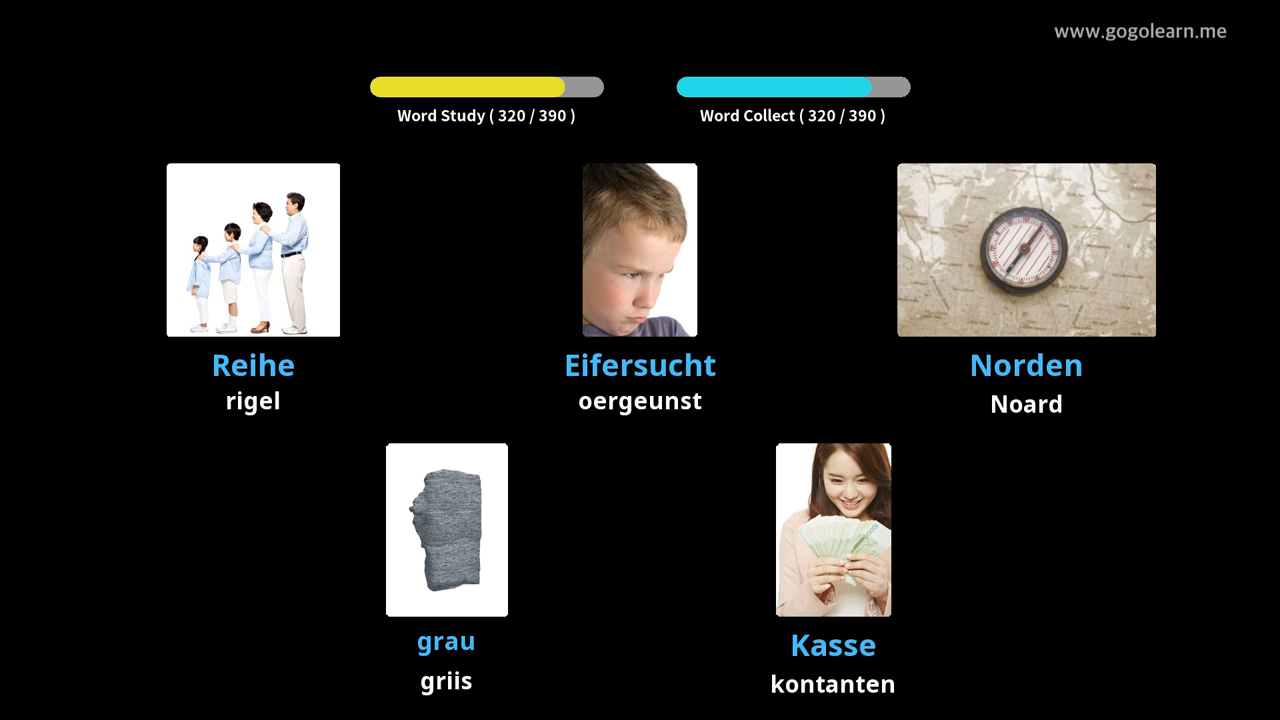 www.gogolearn.me
Word Study ( 320 / 390 )
Word Collect ( 320 / 390 )
Reihe
rigel
Eifersucht
oergeunst
Norden
Noard
grau
griis
Kasse
kontanten